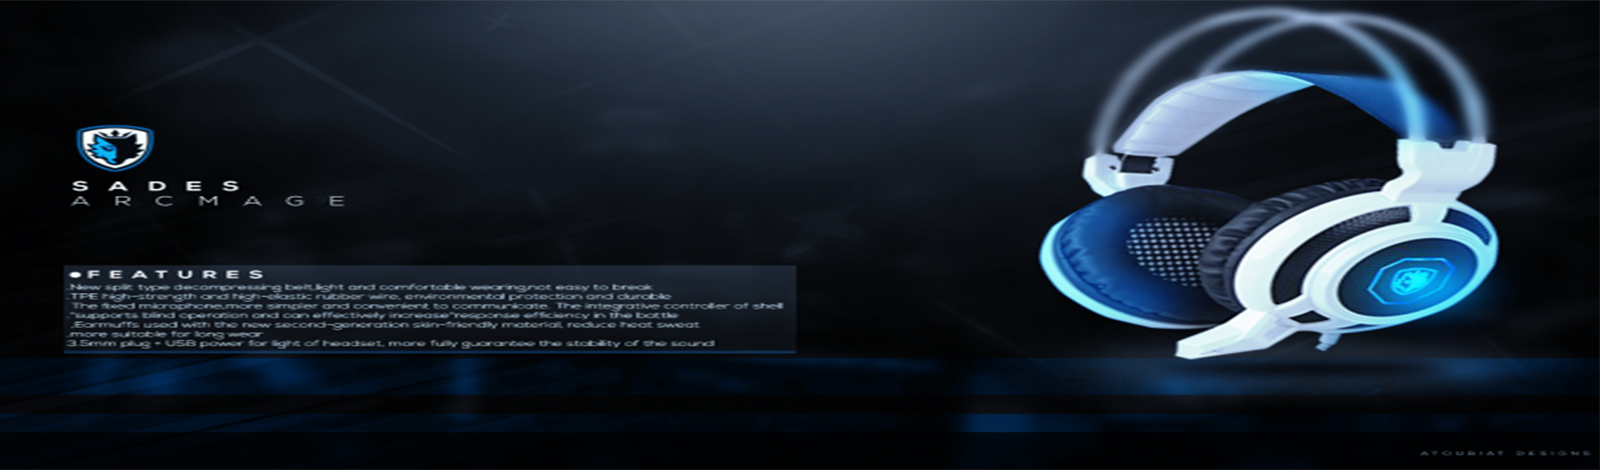 SADES
ARCMAGE
●FEATURES
.New split type decompressing belt,light and comfortable wearing,not easy to break
.TPE high-strength and high-elastic rubber wire, environmental protection and durable
.The fixed microphone,more simpler and convenient to communicate. The integrative controller of shell
"supports blind operation and can effectively increase"response efficiency in the battle
.Earmuffs used with the new second-generation skin-friendly material, reduce heat sweat
,more suitable for long wear
3.5mm plug + USB power for light of headset, more fully guarantee the stability of the sound
ATOUBIAT DESIGNS